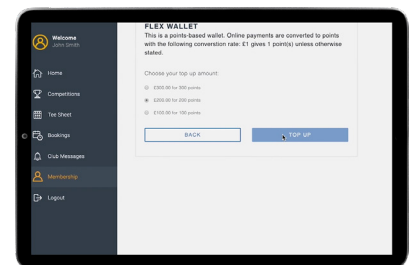 Welcome
John Smith
Home
Competitions
Tee Sheet
Bookings
Club Messages
Membership
Logout
FLEX WALLET
This is a points-based wallet. Online payments are converted to points
with the following conversion rate: £1 gives 1 point(s) unless otherwise
stated.
Choose your top up amount:
£300.00 for 300 points
£200.00 for 200 points
£100.00 for 100 points
BACK
TOP UP